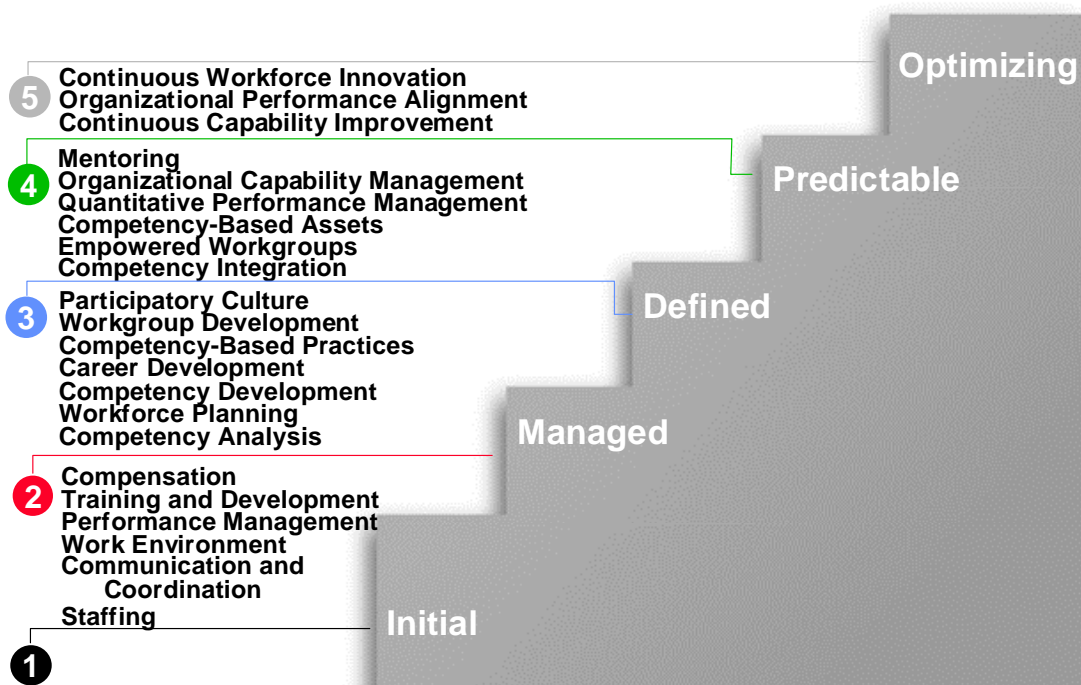 Optimizing
5
Continuous Workforce Innovation
Organizational Performance Alignment
Continuous Capability Improvement
Predictable
4
Mentoring
Organizational Capability Management
Quantitative Performance Management
Competency-Based Assets
Empowered Workgroups
Competency Integration
Defined
3
Participatory Culture
Workgroup Development
Competency-Based Practices
Career Development
Competency Development
Workforce Planning
Competency Analysis
Managed
2
Compensation
Training and Development
Performance Management
Work Environment
Communication and
Coordination
Staffing
Initial
1